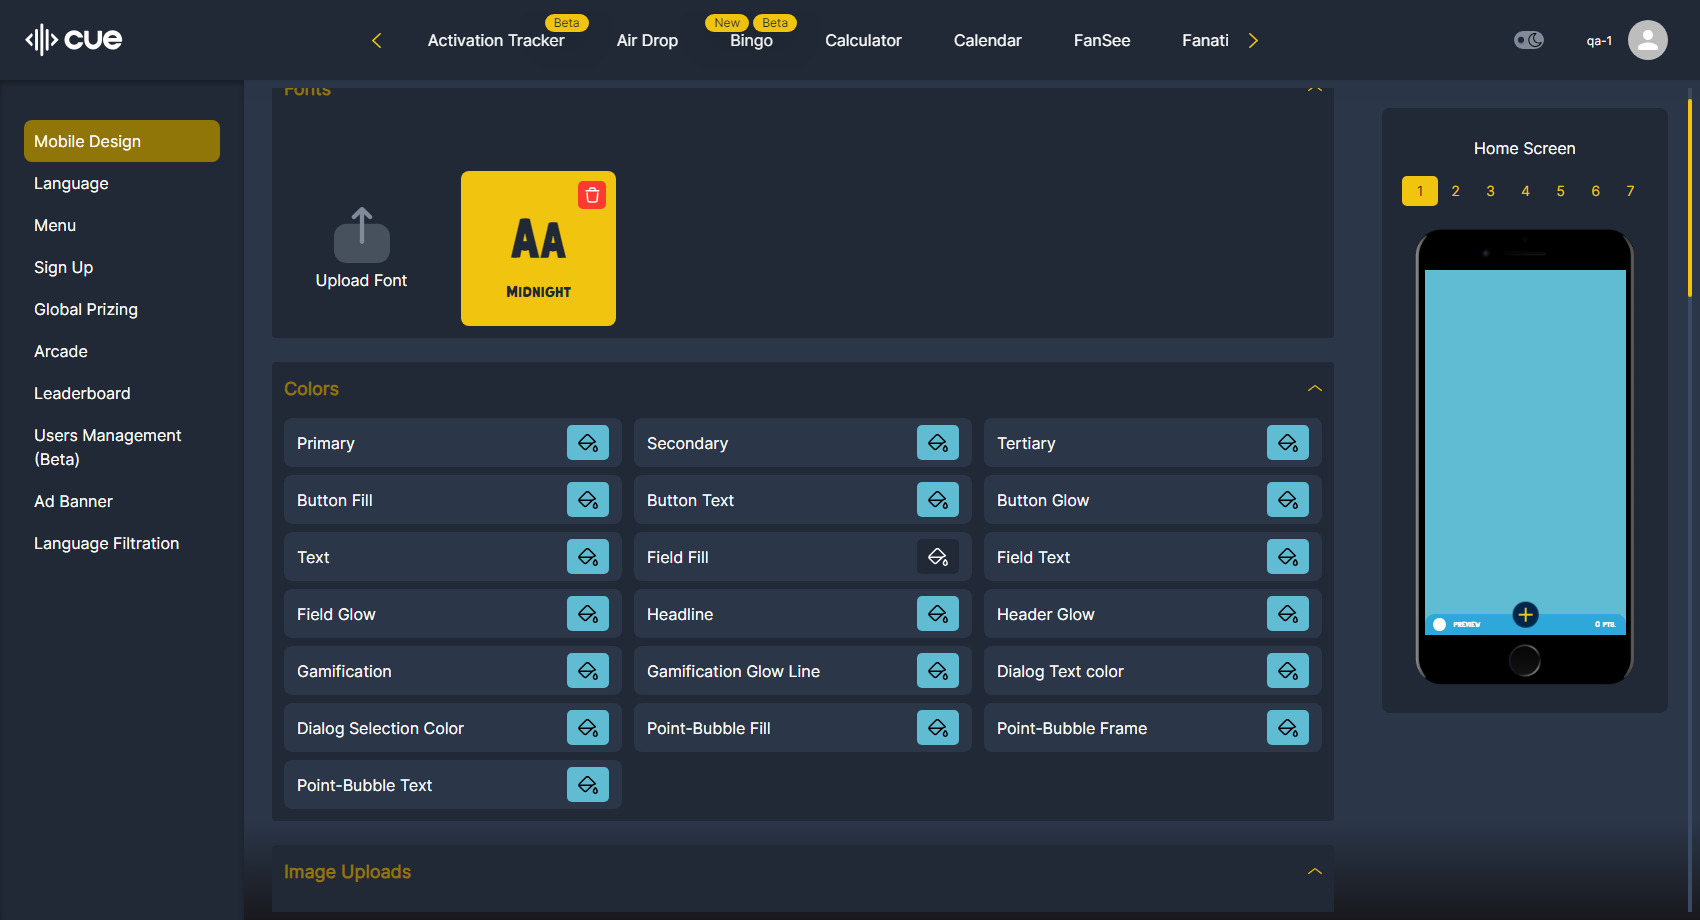 cue
Activation Tracker
Beta
Air Drop
New
Beta
Bingo
Calculator
Calendar
FanSee
Fanati
qa-1
Mobile Design
Language
Menu
Sign Up
Global Prizing
Arcade
Leaderboard
Users Management
(Beta)
Ad Banner
Language Filtration
Fonts
Upload Font
AA
MIDNIGHT
Colors
Primary
Secondary
Tertiary
Button Fill
Button Text
Button Glow
Text
Field Fill
Field Text
Field Glow
Headline
Header Glow
Gamification
Gamification Glow Line
Dialog Text color
Dialog Selection Color
Point-Bubble Fill
Point-Bubble Frame
Point-Bubble Text
Image Uploads
Home Screen
1 2 3 4 5 6 7
PREVIEW
0 PTS.